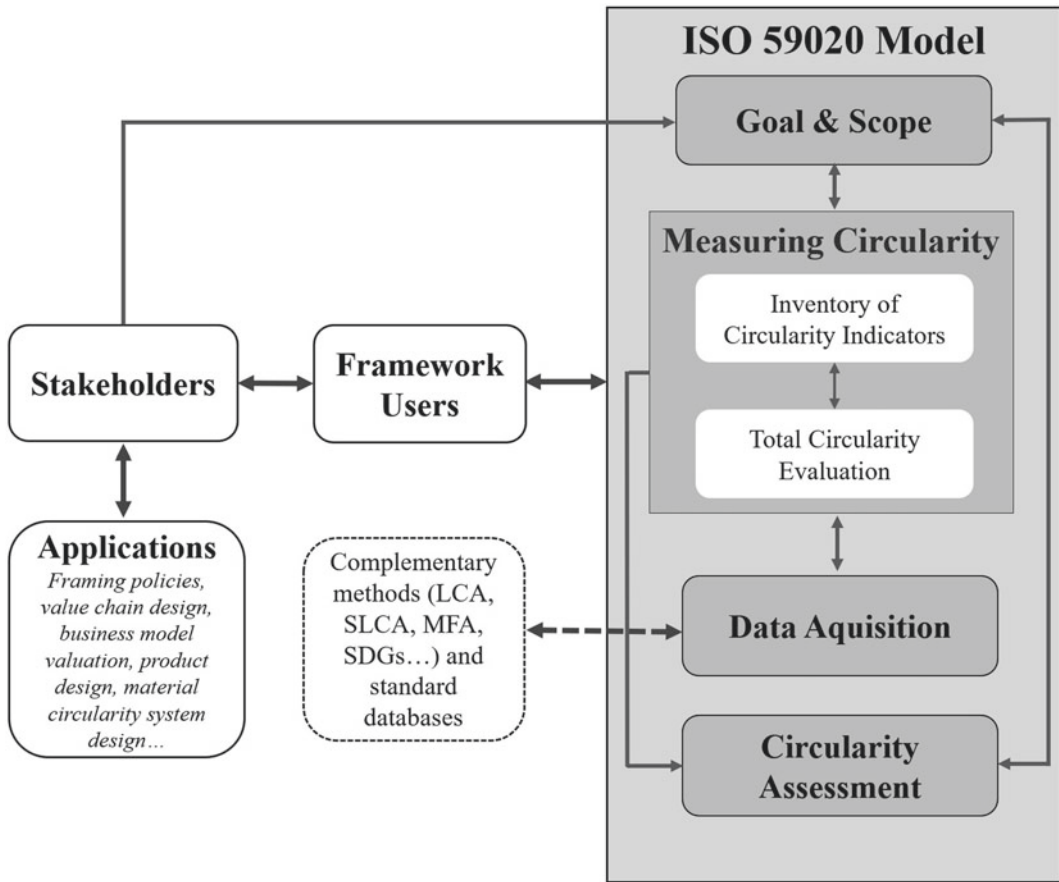 ISO 59020 Model
Goal & Scope
Measuring Circularity
Inventory of
Circularity Indicators
Total Circularity
Evaluation
Data Aquisition
Circularity
Assessment
Stakeholders
Framework
Users
Applications
Framing policies,
value chain design,
business model
valuation, product
design, material
circularity system
design…
Complementary
methods (LCA,
SLCA, MFA,
SDGs…) and
standard
databases